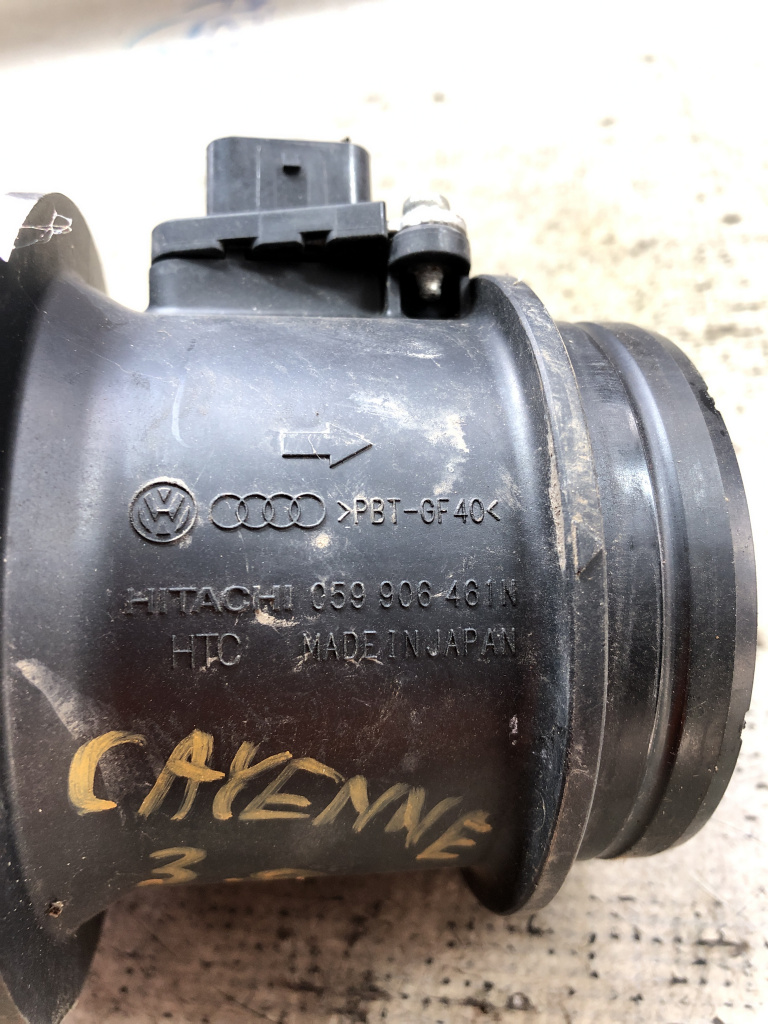 >PBT-GF40<
HITACHI 059 906 461N
HTC MADE IN JAPAN
CAYENNE